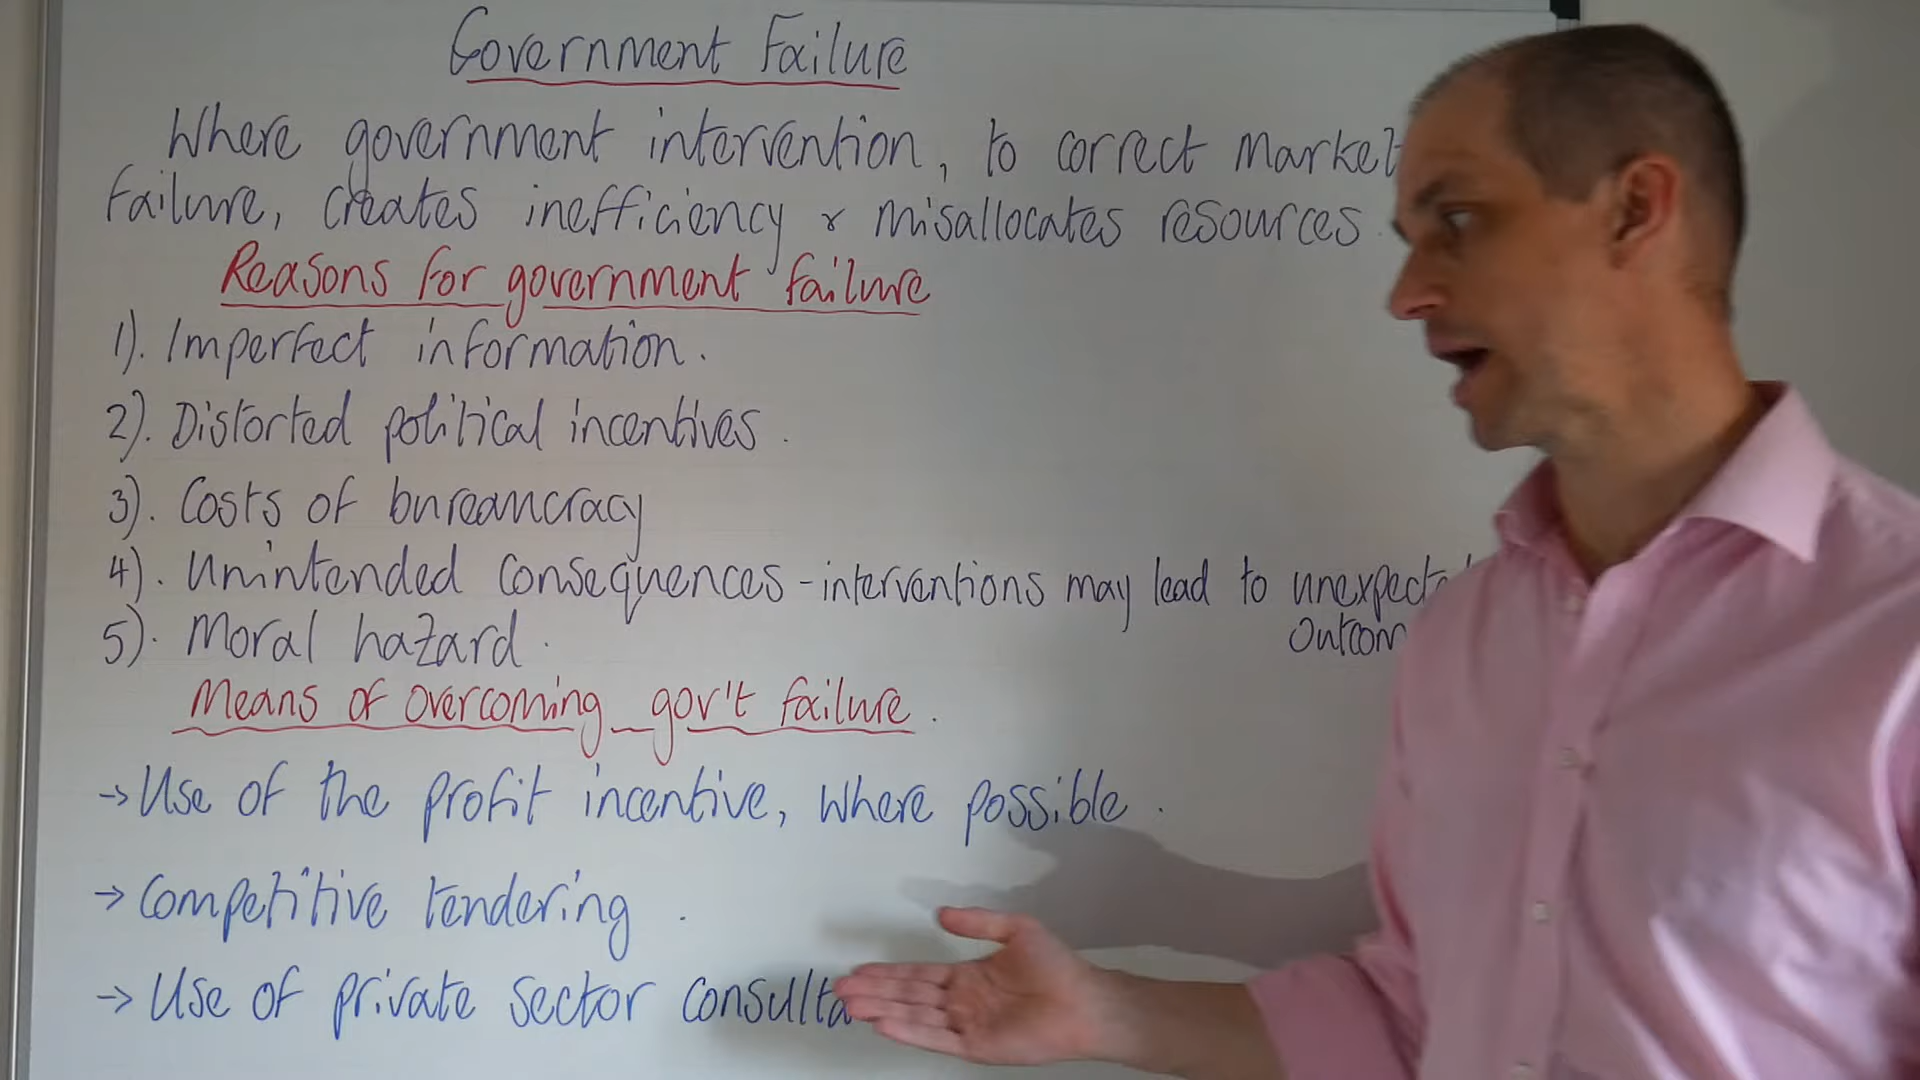 Government Failure
Where government intervention, to correct market
failure, creates inefficiency & misallocates resources.
Reasons for government failure
1). Imperfect information.
2). Distorted political incentives.
3). Costs of bureaucracy
4). Unintended consequences - interventions may lead to
5). Moral hazard.
Means of overcoming gov't failure.
→ Use of the profit incentive, where possible.
→ Competitive tendering.
→ Use of private sector